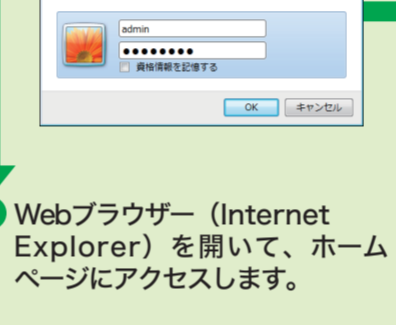 admin
●●●●●●●●
資格情報を記憶する
OK キャンセル
Webブラウザー（Internet
Explorer）を開いて、ホーム
ページにアクセスします。